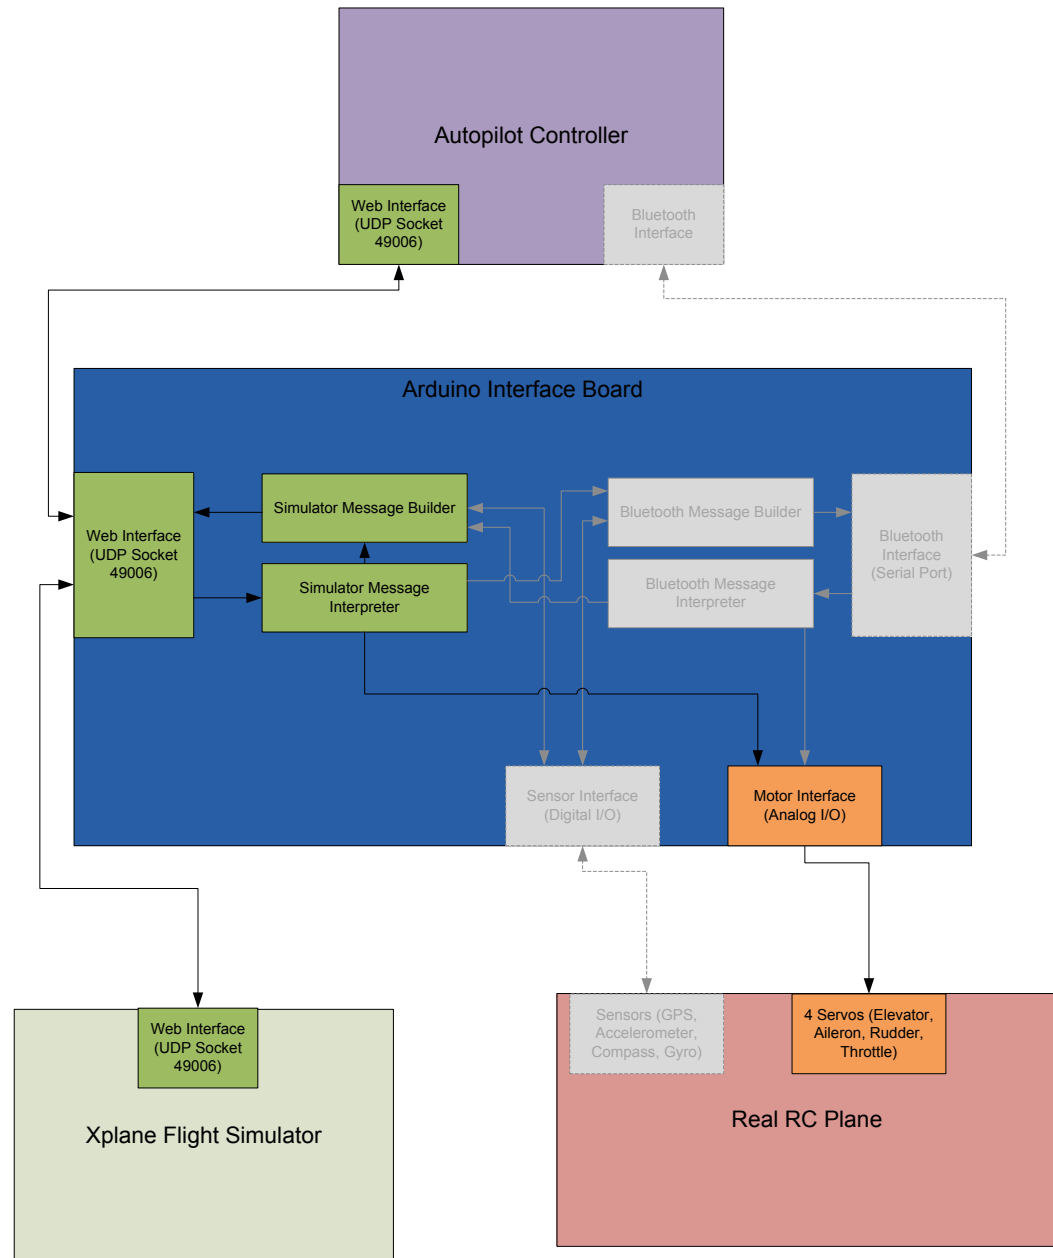 Autopilot Controller
Web Interface
(UDP Socket
49006)
Bluetooth
Interface
Arduino Interface Board
Web Interface
(UDP Socket
49006)
Simulator Message Builder
Simulator Message
Interpreter
Bluetooth Message Builder
Bluetooth Message
Interpreter
Bluetooth
Interface
(Serial Port)
Sensor Interface
(Digital I/O)
Motor Interface
(Analog I/O)
Web Interface
(UDP Socket
49006)
Xplane Flight Simulator
Sensors (GPS,
Accelerometer,
Compass, Gyro)
4 Servos (Elevator,
Aileron, Rudder,
Throttle)
Real RC Plane